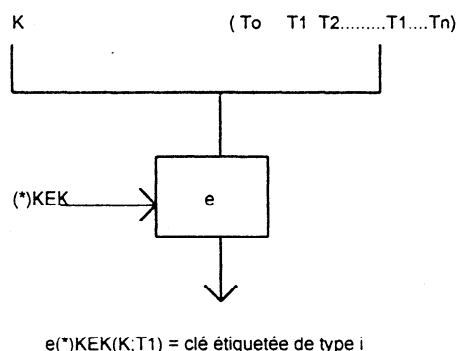 K ( To T1 T2.........T1....Tn)
(*)KEK
e
e(*)KEK(K;T1) = clé étiquetée de type i